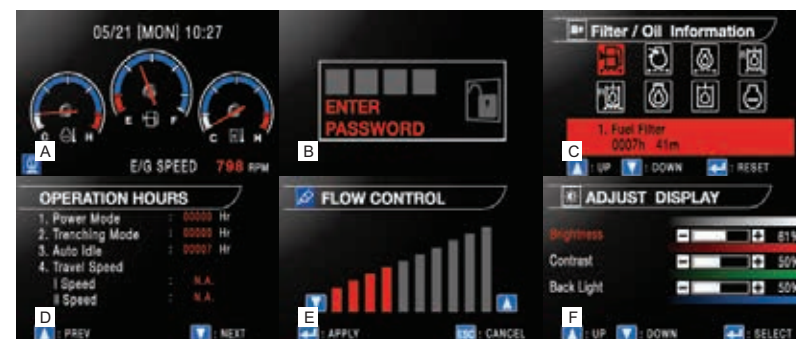 05/21 [MON] 10:27
E F
C H
C H
E/G SPEED 798 RPM
A
ENTER
PASSWORD
B
Filter / Oil Information
1. Fuel Filter
0007h 41m
C
: UP : DOWN : RESET
OPERATION HOURS
1. Power Mode : 00000 Hr
2. Trenching Mode : 00000 Hr
3. Auto Idle : 00007 Hr
4. Travel Speed
I Speed : N.A.
II Speed : N.A.
D
: PREV : NEXT
FLOW CONTROL
E
: APPLY ESC : CANCEL
ADJUST DISPLAY
Brightness 61%
Contrast 50%
Back Light 50%
F
: UP : DOWN : SELECT